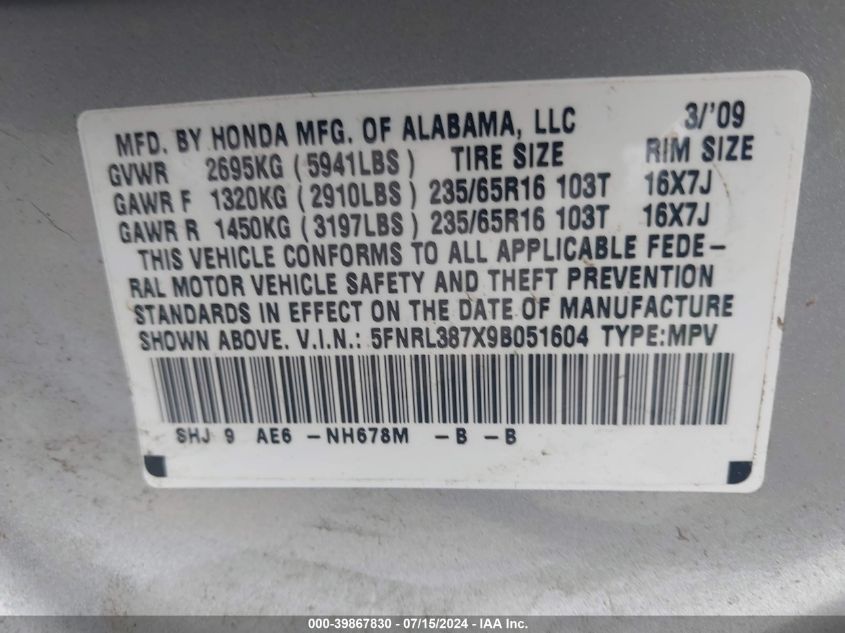 MFD. BY HONDA MFG. OF ALABAMA, LLC 3/'09
GVWR 2695KG (5941LBS) TIRE SIZE RIM SIZE
GAWR F 1320KG (2910LBS) 235/65R16 103T 16X7J
GAWR R 1450KG (3197LBS) 235/65R16 103T 16X7J
THIS VEHICLE CONFORMS TO ALL APPLICABLE FEDE-
RAL MOTOR VEHICLE SAFETY AND THEFT PREVENTION
STANDARDS IN EFFECT ON THE DATE OF MANUFACTURE
SHOWN ABOVE. V.I.N.: 5FNRL387X9B051604 TYPE:MPV
SHJ 9 AE6 -NH678M -B -B
000-39867830 - 07/15/2024 - IAA Inc.